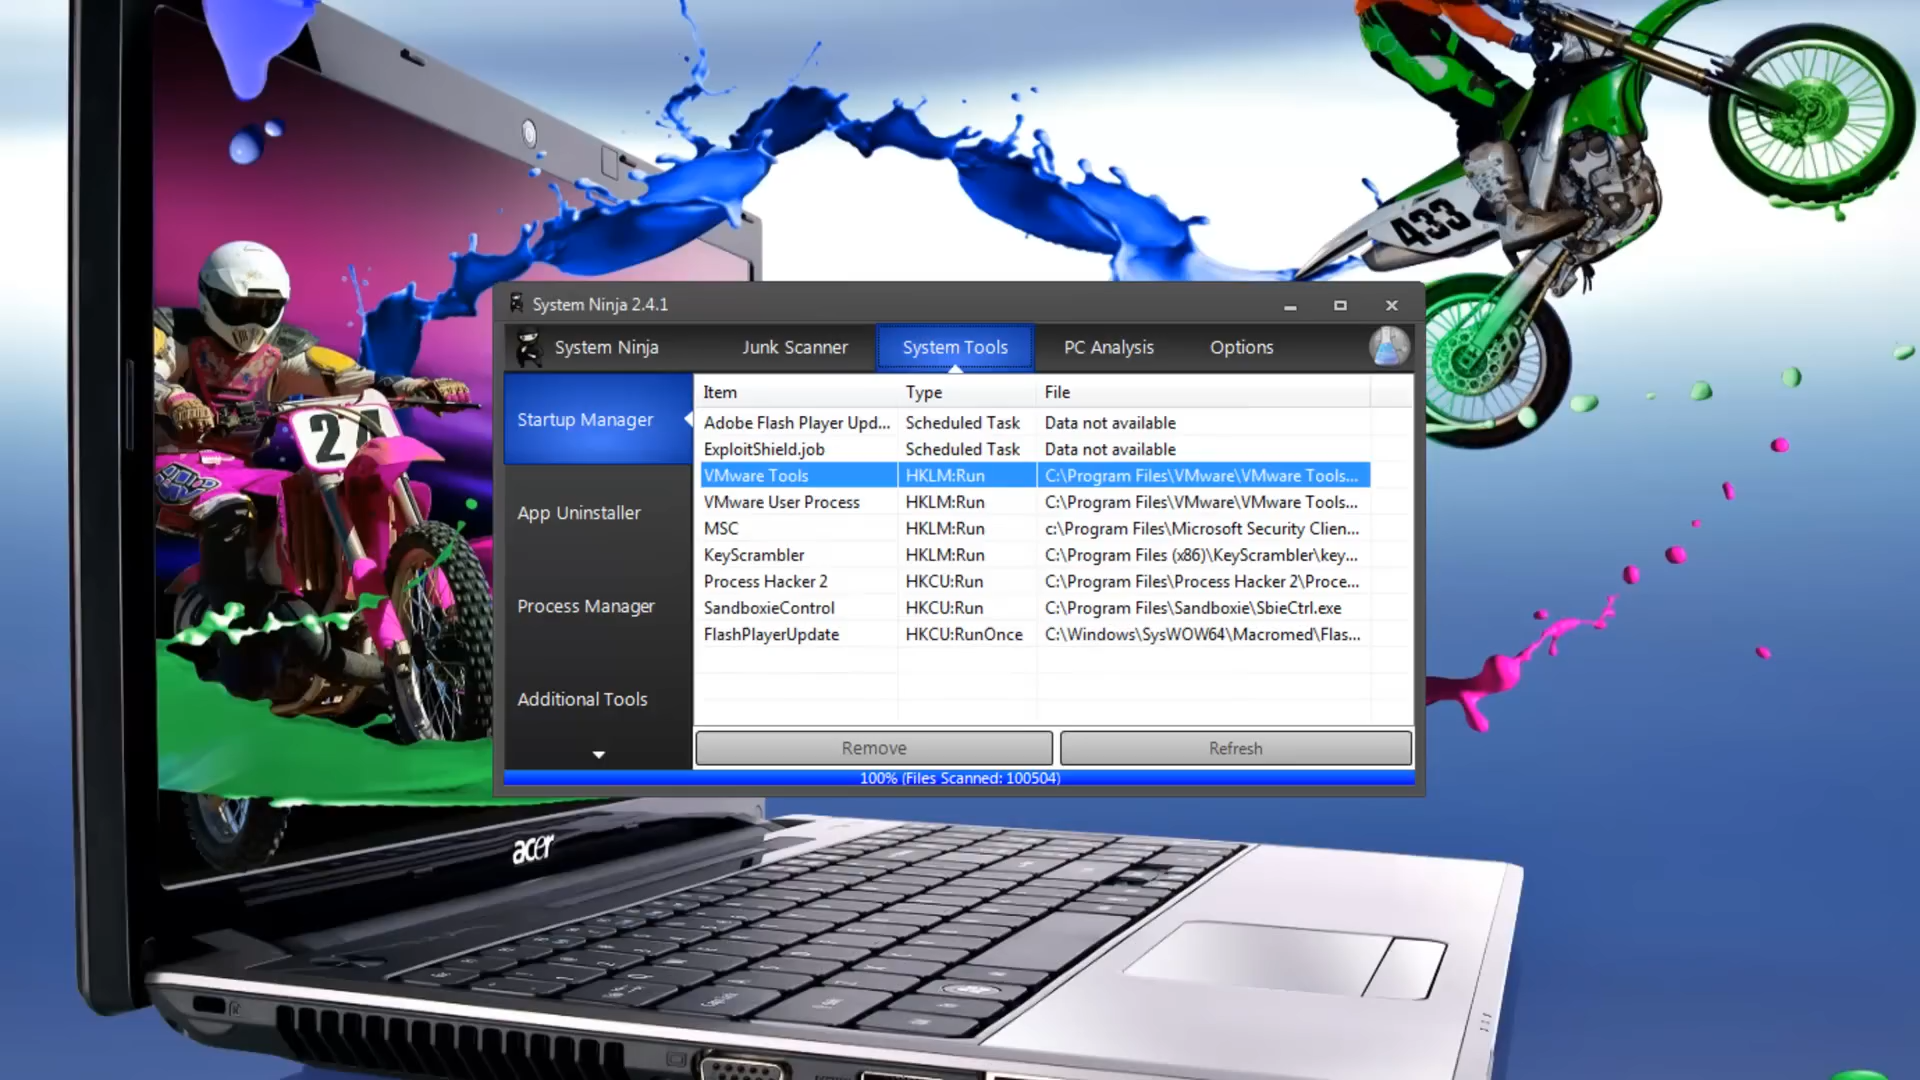 433
24
System Ninja 2.4.1
System Ninja
Junk Scanner
System Tools
PC Analysis
Options
Startup Manager
App Uninstaller
Process Manager
Additional Tools
Item Type File
Adobe Flash Player Upd... Scheduled Task Data not available
ExploitShield.job Scheduled Task Data not available
VMware Tools HKLM:Run C:\Program Files\VMware\VMware Tools...
VMware User Process HKLM:Run C:\Program Files\VMware\VMware Tools...
MSC HKLM:Run c:\Program Files\Microsoft Security Clien...
KeyScrambler HKLM:Run C:\Program Files (x86)\KeyScrambler\key...
Process Hacker 2 HKCU:Run C:\Program Files\Process Hacker 2\Proce...
SandboxieControl HKCU:Run C:\Program Files\Sandboxie\SbieCtrl.exe
FlashPlayerUpdate HKCU:RunOnce C:\Windows\SysWOW64\Macromed\Flas...
Remove
Refresh
100% (Files Scanned: 100504)
acer